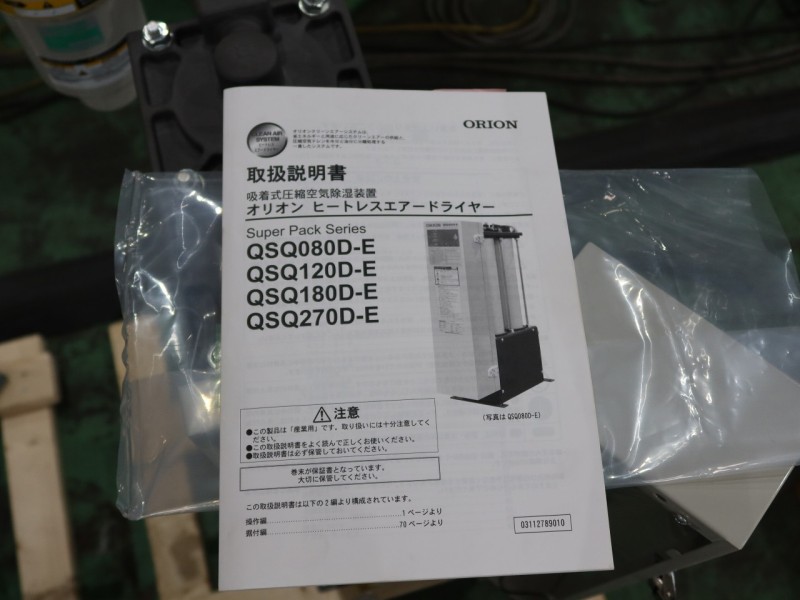 ORION
CLEAN AIR
SYSTEM
取扱説明書
吸着式圧縮空気除湿装置
オリオン ヒートレスエアードライヤー
Super Pack Series
QSQ080D-E
QSQ120D-E
QSQ180D-E
QSQ270D-E
(写真は QSQ080D-E)
注意
●この製品は「産業用」です。取り扱いには十分注意してく
ださい。
●この取扱説明書をよく読んで正しくお使いください。
●取扱説明書は必ず保管しておいてください。
巻末が保証書となっています。
大切に保管してください。
この取扱説明書は以下の2編より構成されています。
操作編 1ページより
据付編 70ページより
03112789010